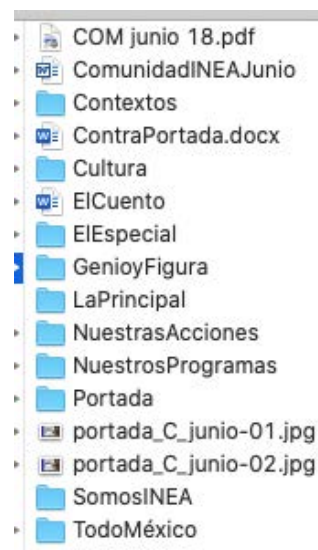 COM junio 18.pdf
ComunidadINEAJunio
Contextos
ContraPortada.docx
Cultura
ElCuento
ElEspecial
GenioyFigura
LaPrincipal
NuestrasAcciones
NuestrosProgramas
Portada
portada_C_junio-01.jpg
portada_C_junio-02.jpg
SomosINEA
TodoMéxico